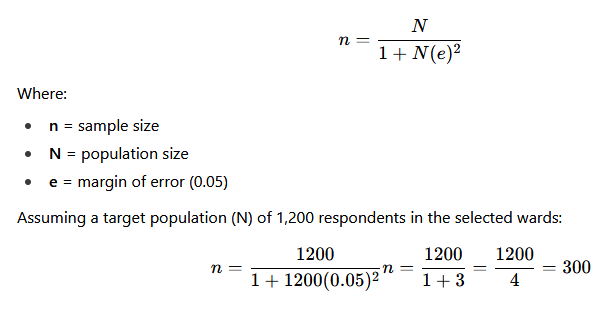 n = N / (1 + N(e)²)
Where:
• n = sample size
• N = population size
• e = margin of error (0.05)
Assuming a target population (N) of 1,200 respondents in the selected wards:
n = 1200 / (1 + 1200(0.05)²) n = 1200 / (1 + 3) = 1200 / 4 = 300